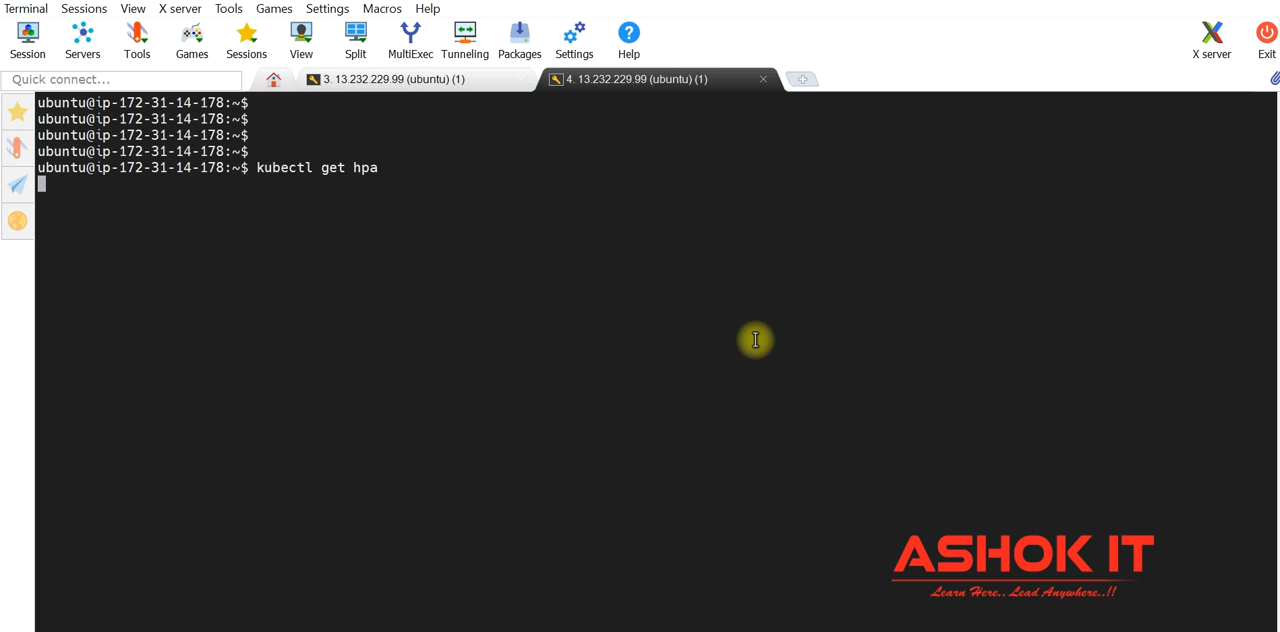 Terminal Sessions View X server Tools Games Settings Macros Help
Session Servers Tools Games Sessions View Split MultiExec Tunneling Packages Settings Help X server Exit
Quick connect... 3. 13.232.229.99 (ubuntu) (1) 4. 13.232.229.99 (ubuntu) (1)
ubuntu@ip-172-31-14-178:~$
ubuntu@ip-172-31-14-178:~$
ubuntu@ip-172-31-14-178:~$
ubuntu@ip-172-31-14-178:~$
ubuntu@ip-172-31-14-178:~$ kubectl get hpa
ASHOK IT
Learn Here.. Lead Anywhere..!!